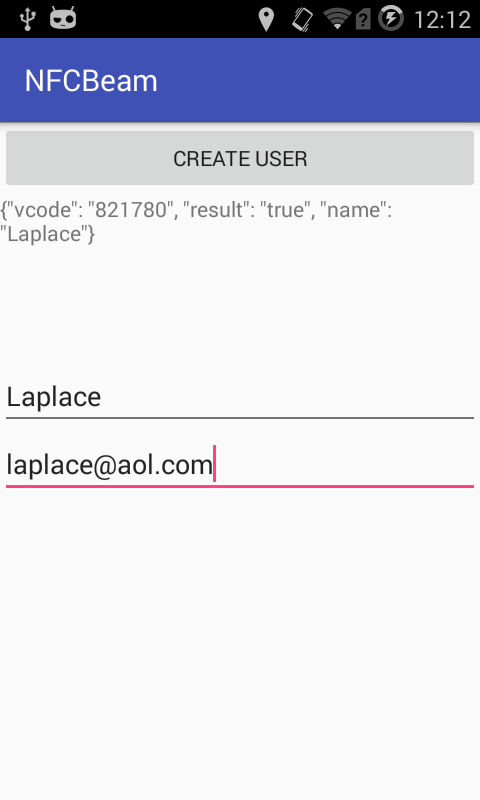 12:12
NFCBeam
CREATE USER
{"vcode": "821780", "result": "true", "name":
"Laplace"}
Laplace
laplace@aol.com